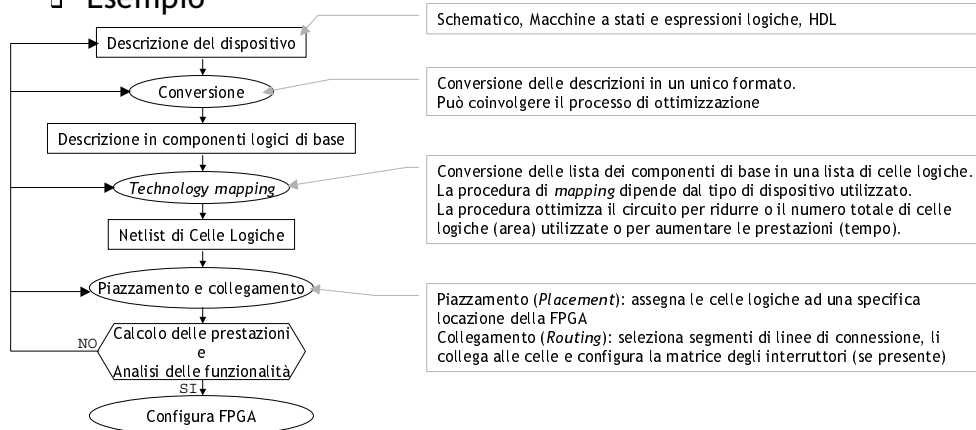 Esempio
Schematico, Macchine a stati e espressioni logiche, HDL
Descrizione del dispositivo
Conversione delle descrizioni in un unico formato.
Può coinvolgere il processo di ottimizzazione
Conversione
Descrizione in componenti logici di base
Conversione della lista dei componenti di base in una lista di celle logiche.
La procedura di mapping dipende dal tipo di dispositivo utilizzato.
La procedura ottimizza il circuito per ridurre o il numero totale di celle
logiche (area) utilizzate o per aumentare le prestazioni (tempo).
Technology mapping
Netlist di Celle Logiche
Piazzamento e collegamento
Piazzamento (Placement): assegna le celle logiche ad una specifica
locazione della FPGA
Collegamento (Routing): seleziona segmenti di linee di connessione, li
collega alle celle e configura la matrice degli interruttori (se presente)
Calcolo delle prestazioni
e
Analisi delle funzionalità
NO
SI
Configura FPGA